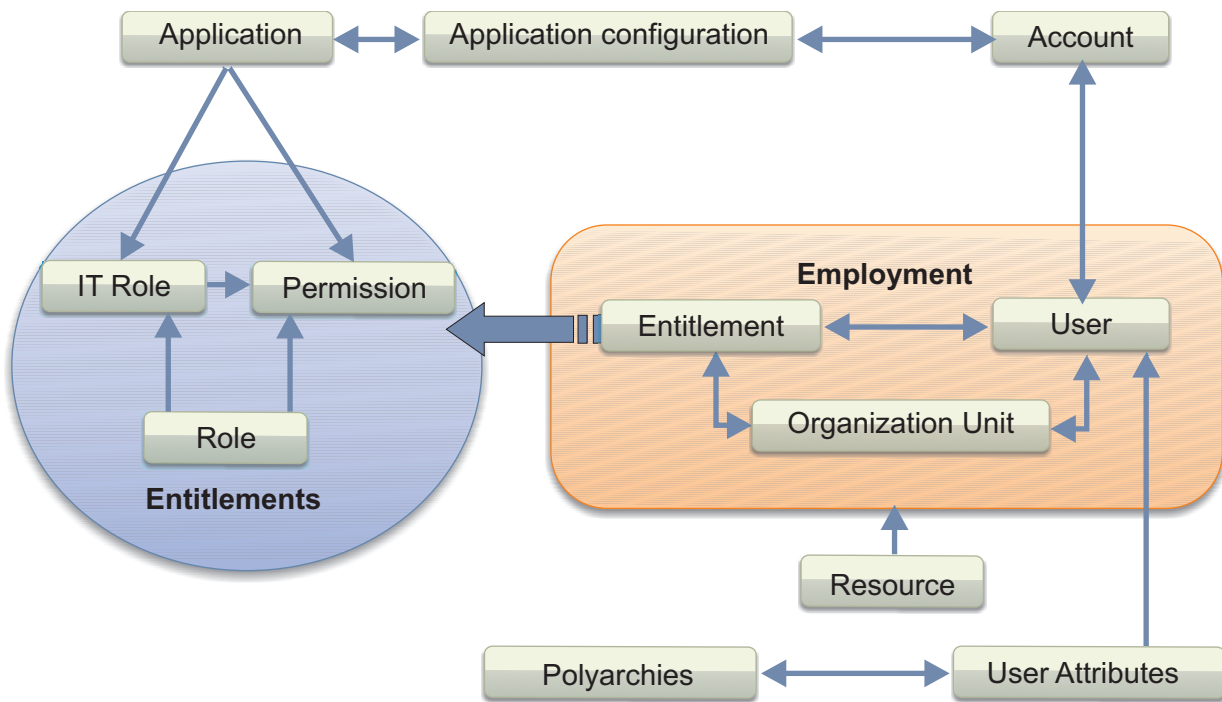 Application
Application configuration
Account
IT Role
Permission
Employment
Entitlement
User
Organization Unit
Role
Entitlements
Resource
Polyarchies
User Attributes